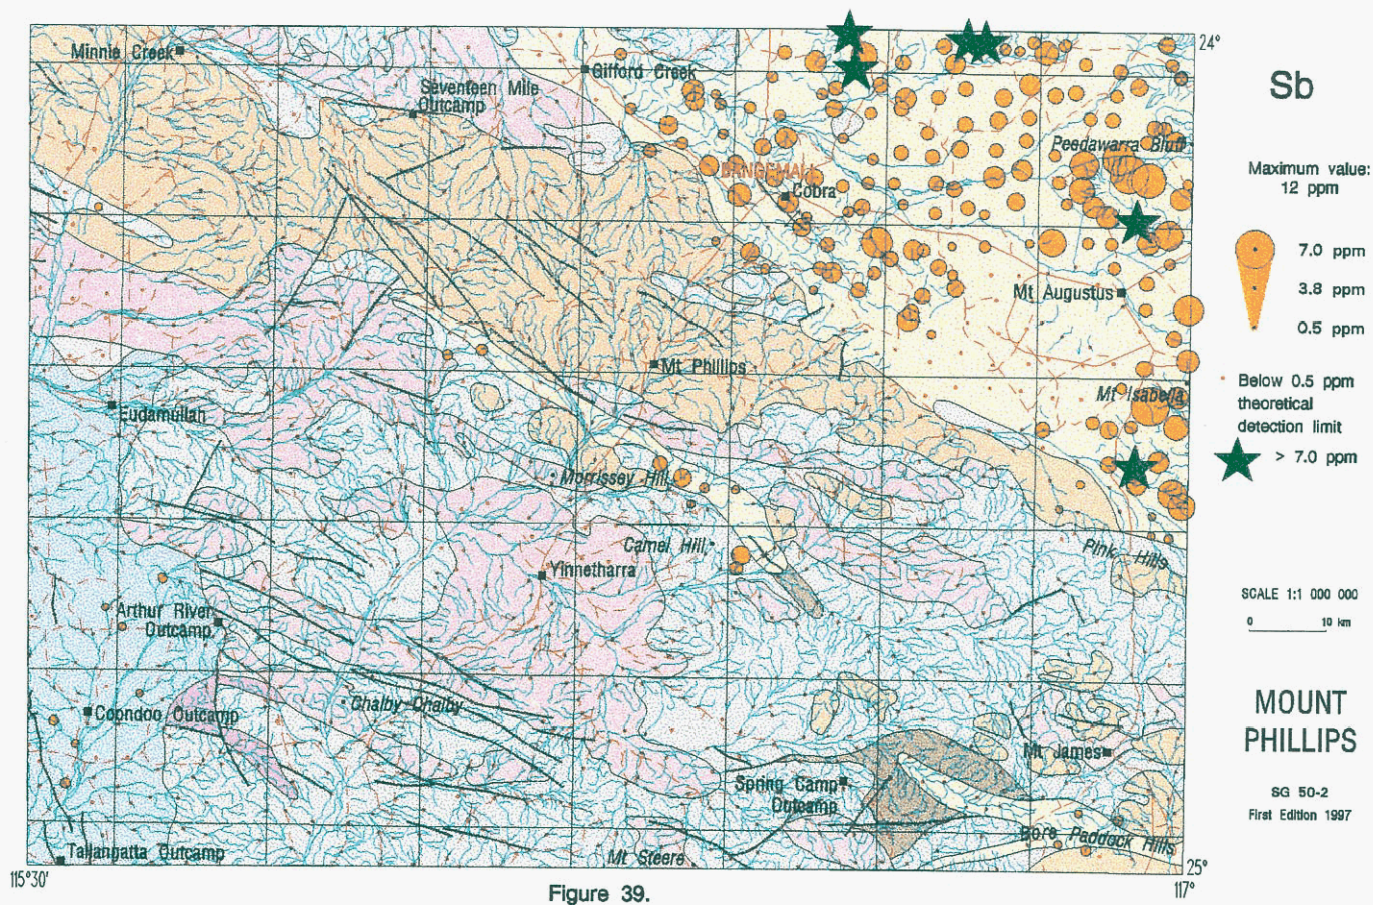 Minnie Creek
Gifford Creek
Seventeen Mile
Outcamp
Peedawarra Bluff
BANGEMALL
Cobra
Mt Augustus
Mt Phillips
Mt Isabella
Eudamullah
Morrissey Hill
Camel Hill
Pink Hills
Yinnetharra
Arthur River
Outcamp
Coondoo Outcamp
Chalby Chalby
Mt James
Spring Camp
Outcamp
Bore Paddock Hills
Tallangatta Outcamp
Mt Steere
24°
25°
115°30'
117°
Sb
Maximum value:
12 ppm
7.0 ppm
3.8 ppm
0.5 ppm
Below 0.5 ppm
theoretical
detection limit
> 7.0 ppm
SCALE 1:1 000 000
0 10 km
MOUNT
PHILLIPS
SG 50-2
First Edition 1997
Figure 39.